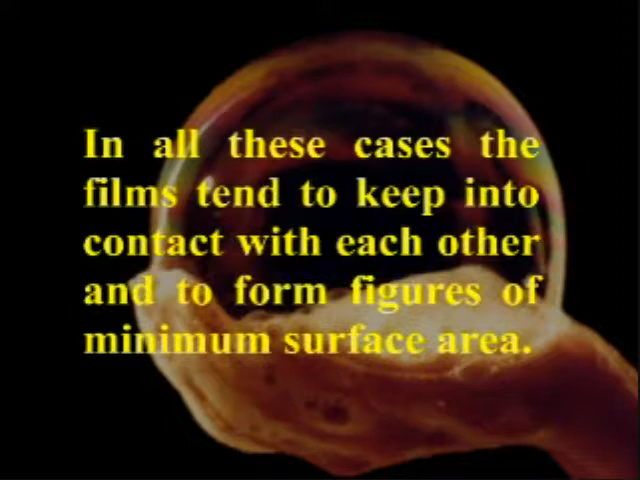 In all these cases the
films tend to keep into
contact with each other
and to form figures of
minimum surface area.